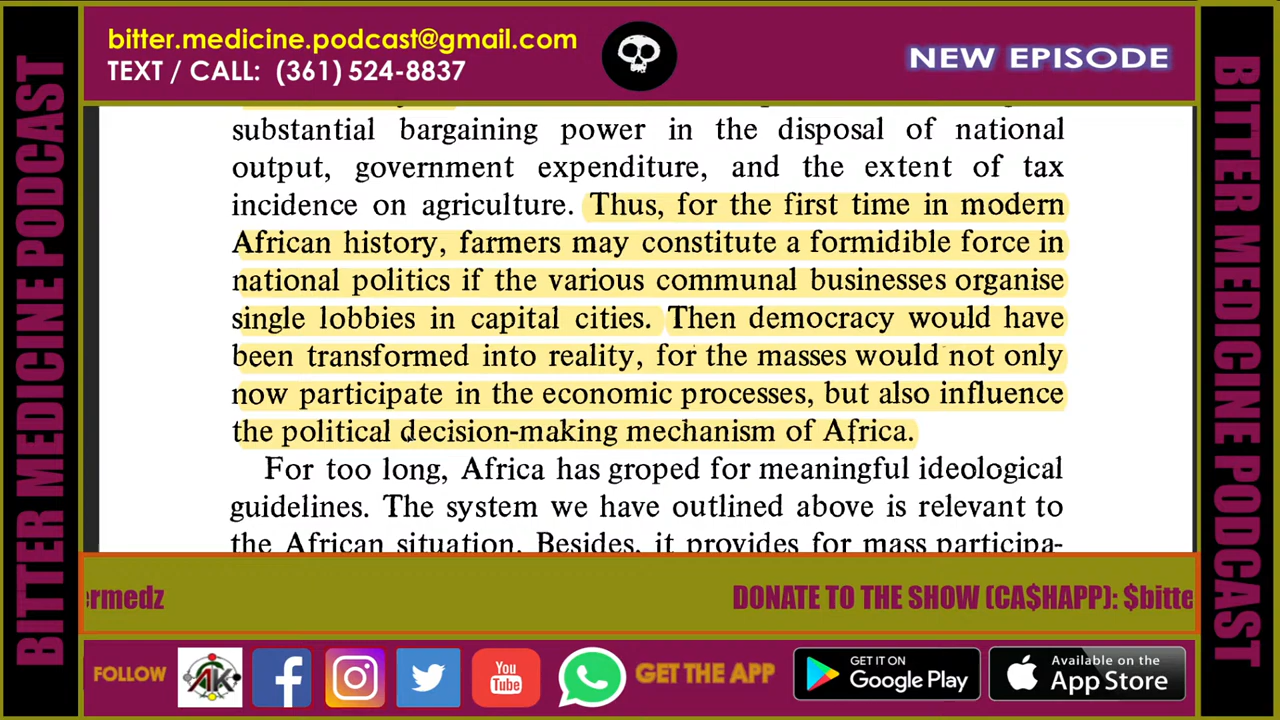 bitter.medicine.podcast@gmail.com
TEXT / CALL: (361) 524-8837
NEW EPISODE
BITTER MEDICINE PODCAST
substantial bargaining power in the disposal of national
output, government expenditure, and the extent of tax
incidence on agriculture. Thus, for the first time in modern
African history, farmers may constitute a formidible force in
national politics if the various communal businesses organise
single lobbies in capital cities. Then democracy would have
been transformed into reality, for the masses would not only
now participate in the economic processes, but also influence
the political decision-making mechanism of Africa.
For too long, Africa has groped for meaningful ideological
guidelines. The system we have outlined above is relevant to
the African situation. Besides, it provides for mass participa-
BITTER MEDICINE PODCAST
ermedz
DONATE TO THE SHOW (CA$HAPP): $bitte
FOLLOW
ATK
You
Tube
GET THE APP
GET IT ON
Google Play
Available on the
App Store